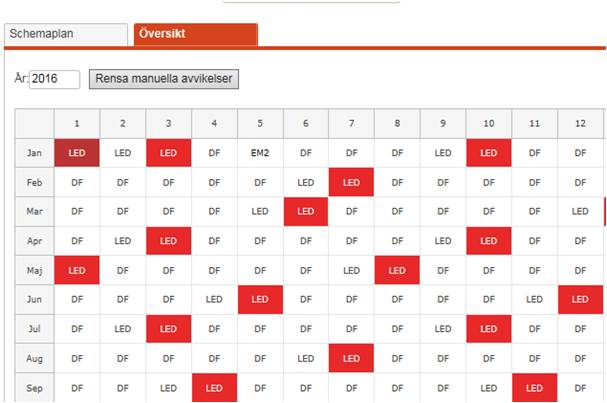 Schemaplan Översikt
År: 2016 Rensa manuella avvikelser
1 2 3 4 5 6 7 8 9 10 11 12
Jan LED LED LED DF EM2 DF DF DF LED LED DF DF
Feb DF DF DF DF DF LED LED DF DF DF DF DF
Mar DF DF DF DF LED LED DF DF DF DF DF LED
Apr DF LED LED DF DF DF DF DF LED LED DF DF
Maj LED DF DF DF DF DF LED LED DF DF DF DF
Jun DF DF DF LED LED DF DF DF DF DF LED LED
Jul DF LED LED DF DF DF DF DF LED LED DF DF
Aug DF DF DF DF DF LED LED DF DF DF DF DF
Sep DF DF LED LED DF DF DF DF DF LED LED DF